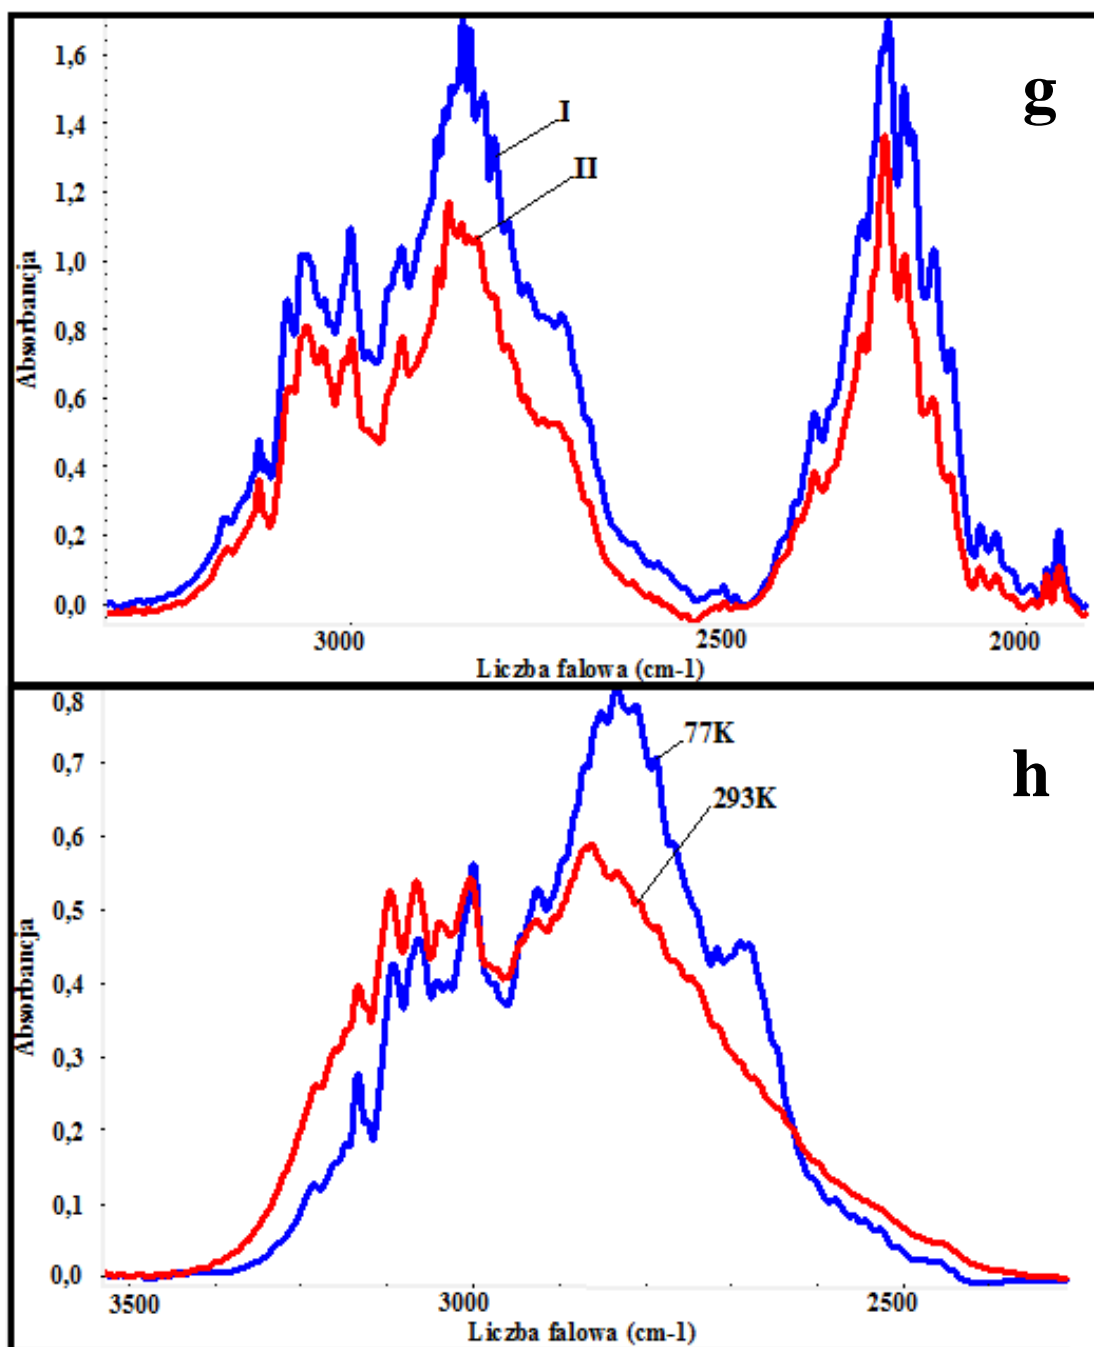 g
1,6
I
1,4
II
1,2
1,0
0,8
0,6
0,4
0,2
0,0
Absorbancja
3000 2500 2000
Liczba falowa (cm-1)
h
0,8
77K
0,7
293K
0,6
0,5
0,4
0,3
0,2
0,1
0,0
Absorbancja
3500 3000 2500
Liczba falowa (cm-1)